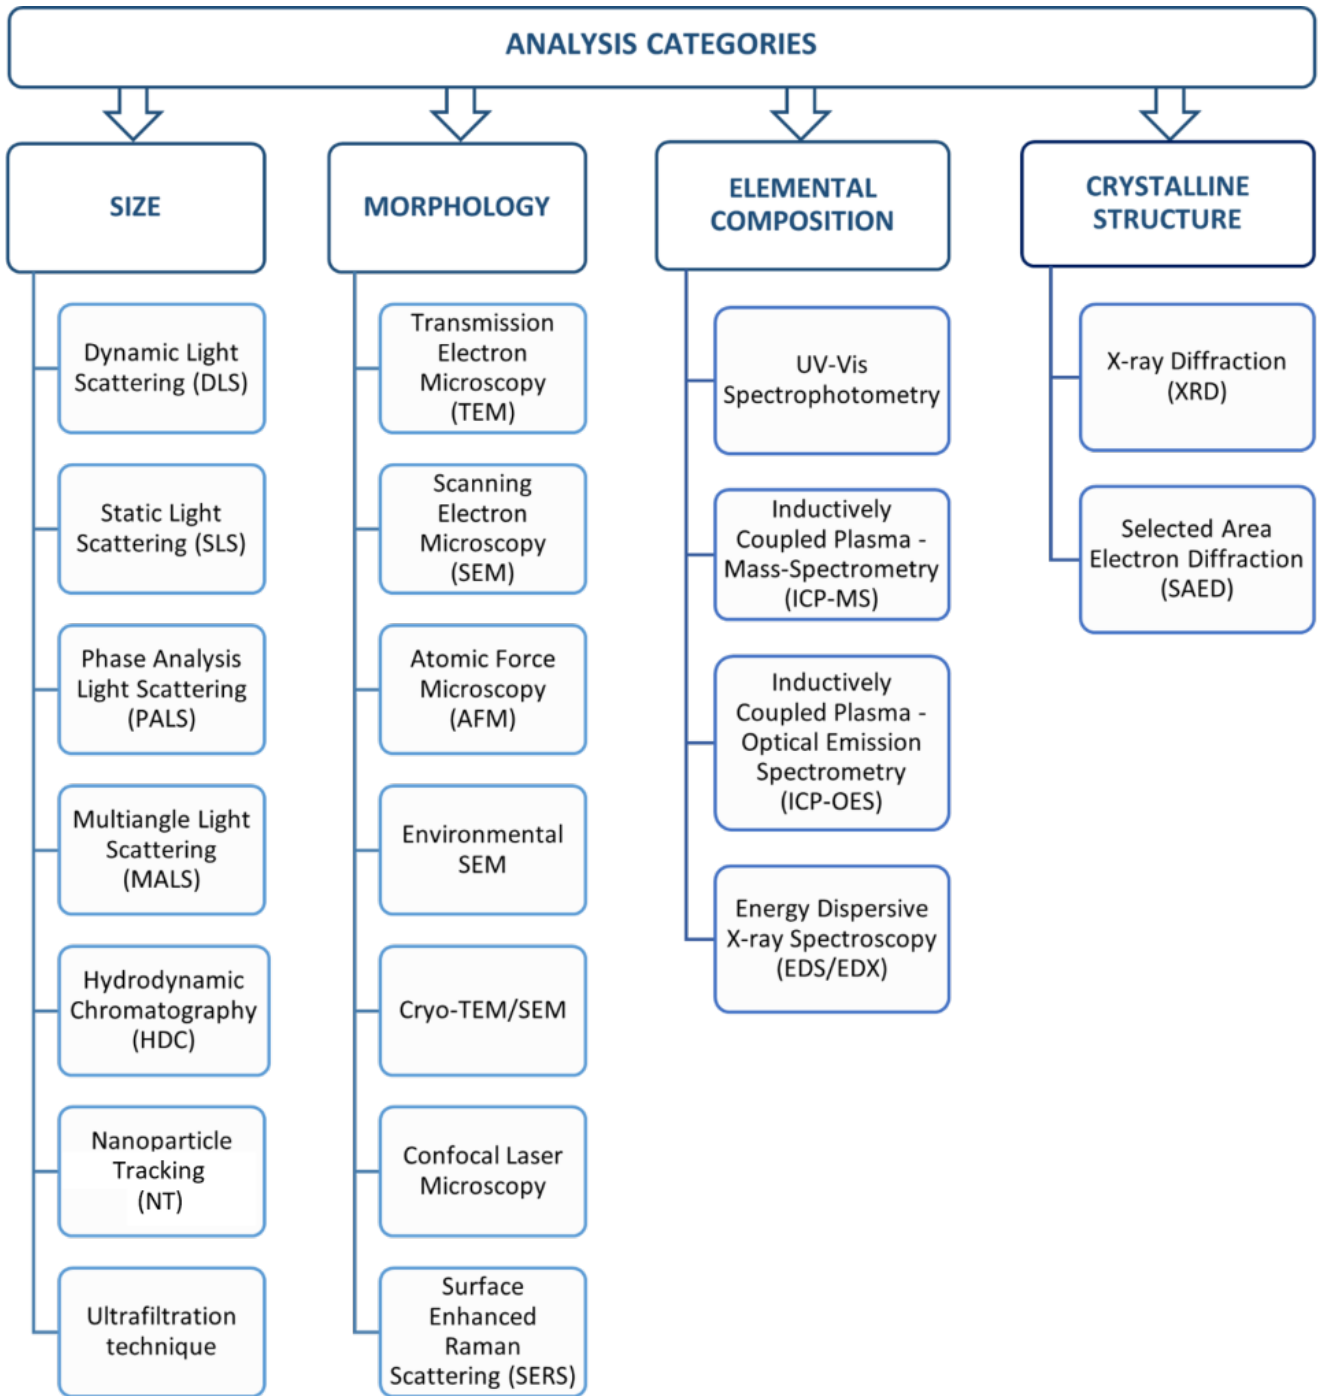 ANALYSIS CATEGORIES
SIZE
Dynamic Light
Scattering (DLS)
Static Light
Scattering (SLS)
Phase Analysis
Light Scattering
(PALS)
Multiangle Light
Scattering
(MALS)
Hydrodynamic
Chromatography
(HDC)
Nanoparticle
Tracking
(NT)
Ultrafiltration
technique
MORPHOLOGY
Transmission
Electron
Microscopy
(TEM)
Scanning
Electron
Microscopy
(SEM)
Atomic Force
Microscopy
(AFM)
Environmental
SEM
Cryo-TEM/SEM
Confocal Laser
Microscopy
Surface
Enhanced
Raman
Scattering (SERS)
ELEMENTAL
COMPOSITION
UV-Vis
Spectrophotometry
Inductively
Coupled Plasma -
Mass-Spectrometry
(ICP-MS)
Inductively
Coupled Plasma -
Optical Emission
Spectrometry
(ICP-OES)
Energy Dispersive
X-ray Spectroscopy
(EDS/EDX)
CRYSTALLINE
STRUCTURE
X-ray Diffraction
(XRD)
Selected Area
Electron Diffraction
(SAED)